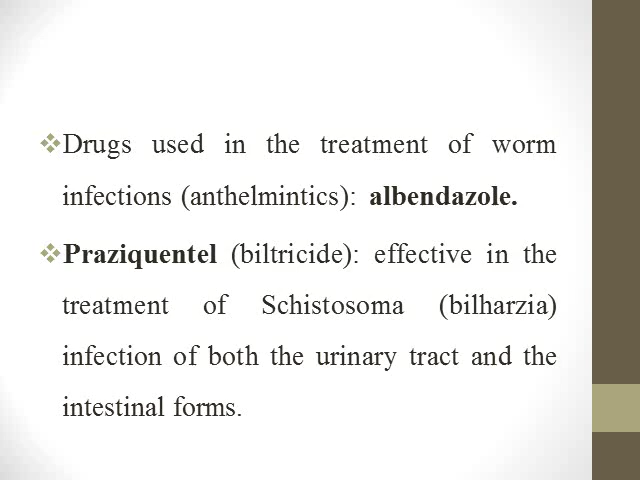 Drugs used in the treatment of worm
infections (anthelmintics): albendazole.
Praziquentel (biltricide): effective in the
treatment of Schistosoma (bilharzia)
infection of both the urinary tract and the
intestinal forms.